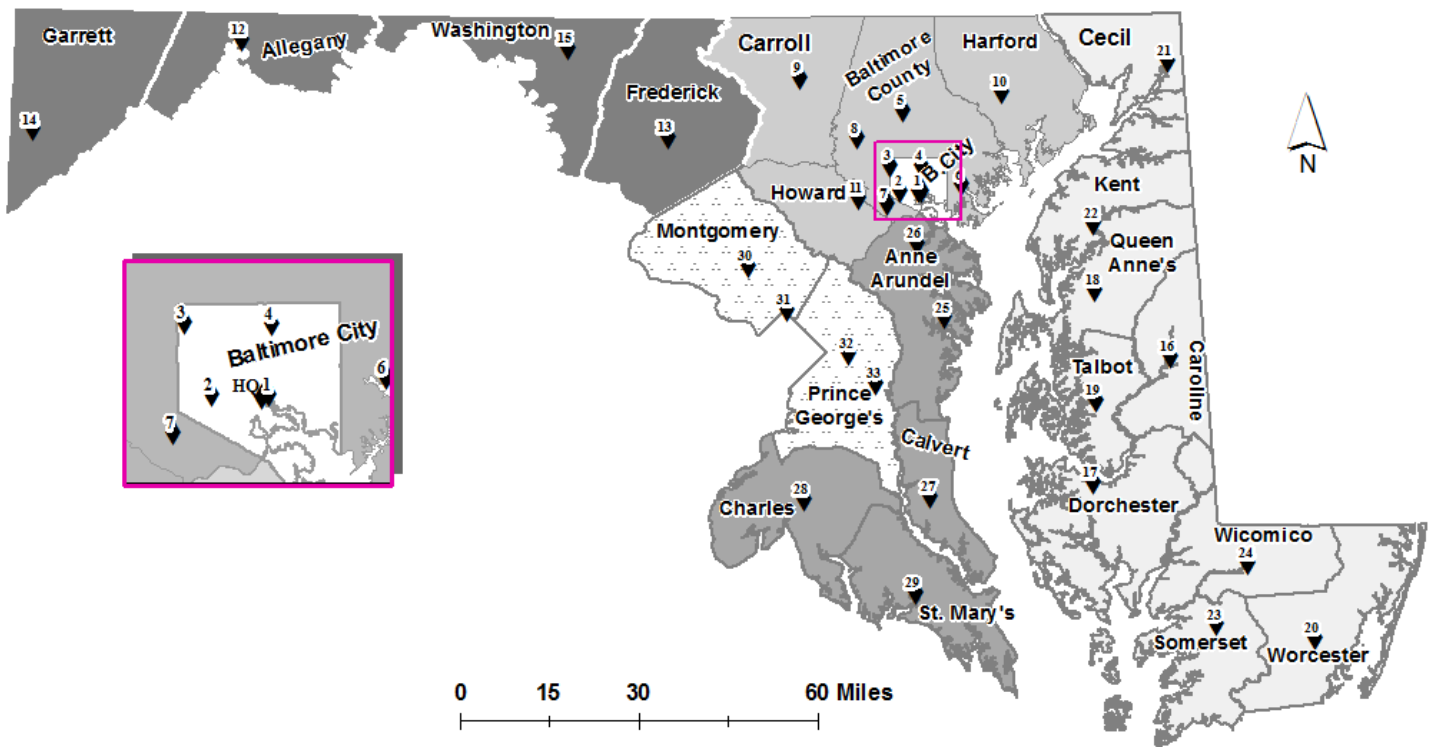 Garrett
12
Allegany
Washington
15
Carroll
9
Baltimore
County
Harford
10
Cecil
21
14
Frederick
13
5
8
3
4
B.City
2
1
6
7
Howard
11
N
Kent
22
Queen
Anne's
18
Montgomery
30
31
26
Anne
Arundel
25
32
33
Prince
George's
16
Caroline
Talbot
19
3
4
Baltimore City
2
HQ
1
6
7
Calvert
27
17
Dorchester
Charles
28
Wicomico
24
29
St. Mary's
23
Somerset
20
Worcester
0
15
30
60 Miles